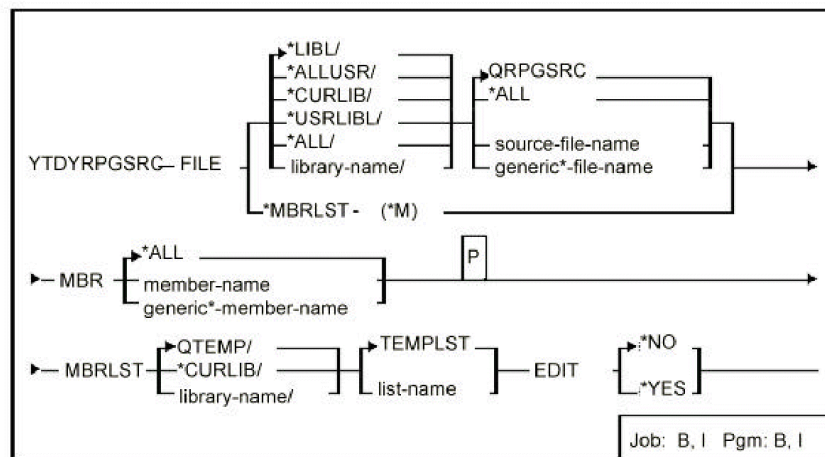 *LIBL/
*ALLUSR/
*CURLIB/
*USRLIBL/
*ALL/
library-name/
QRPGSRC
*ALL
source-file-name
generic*-file-name
YTDYRPGSRC FILE
*MBRLST - (*M)
MBR
*ALL
member-name
generic*-member-name
P
MBRLST
QTEMP/
*CURLIB/
library-name/
TEMPLST
list-name
EDIT
*NO
*YES
Job: B, I Pgm: B, I